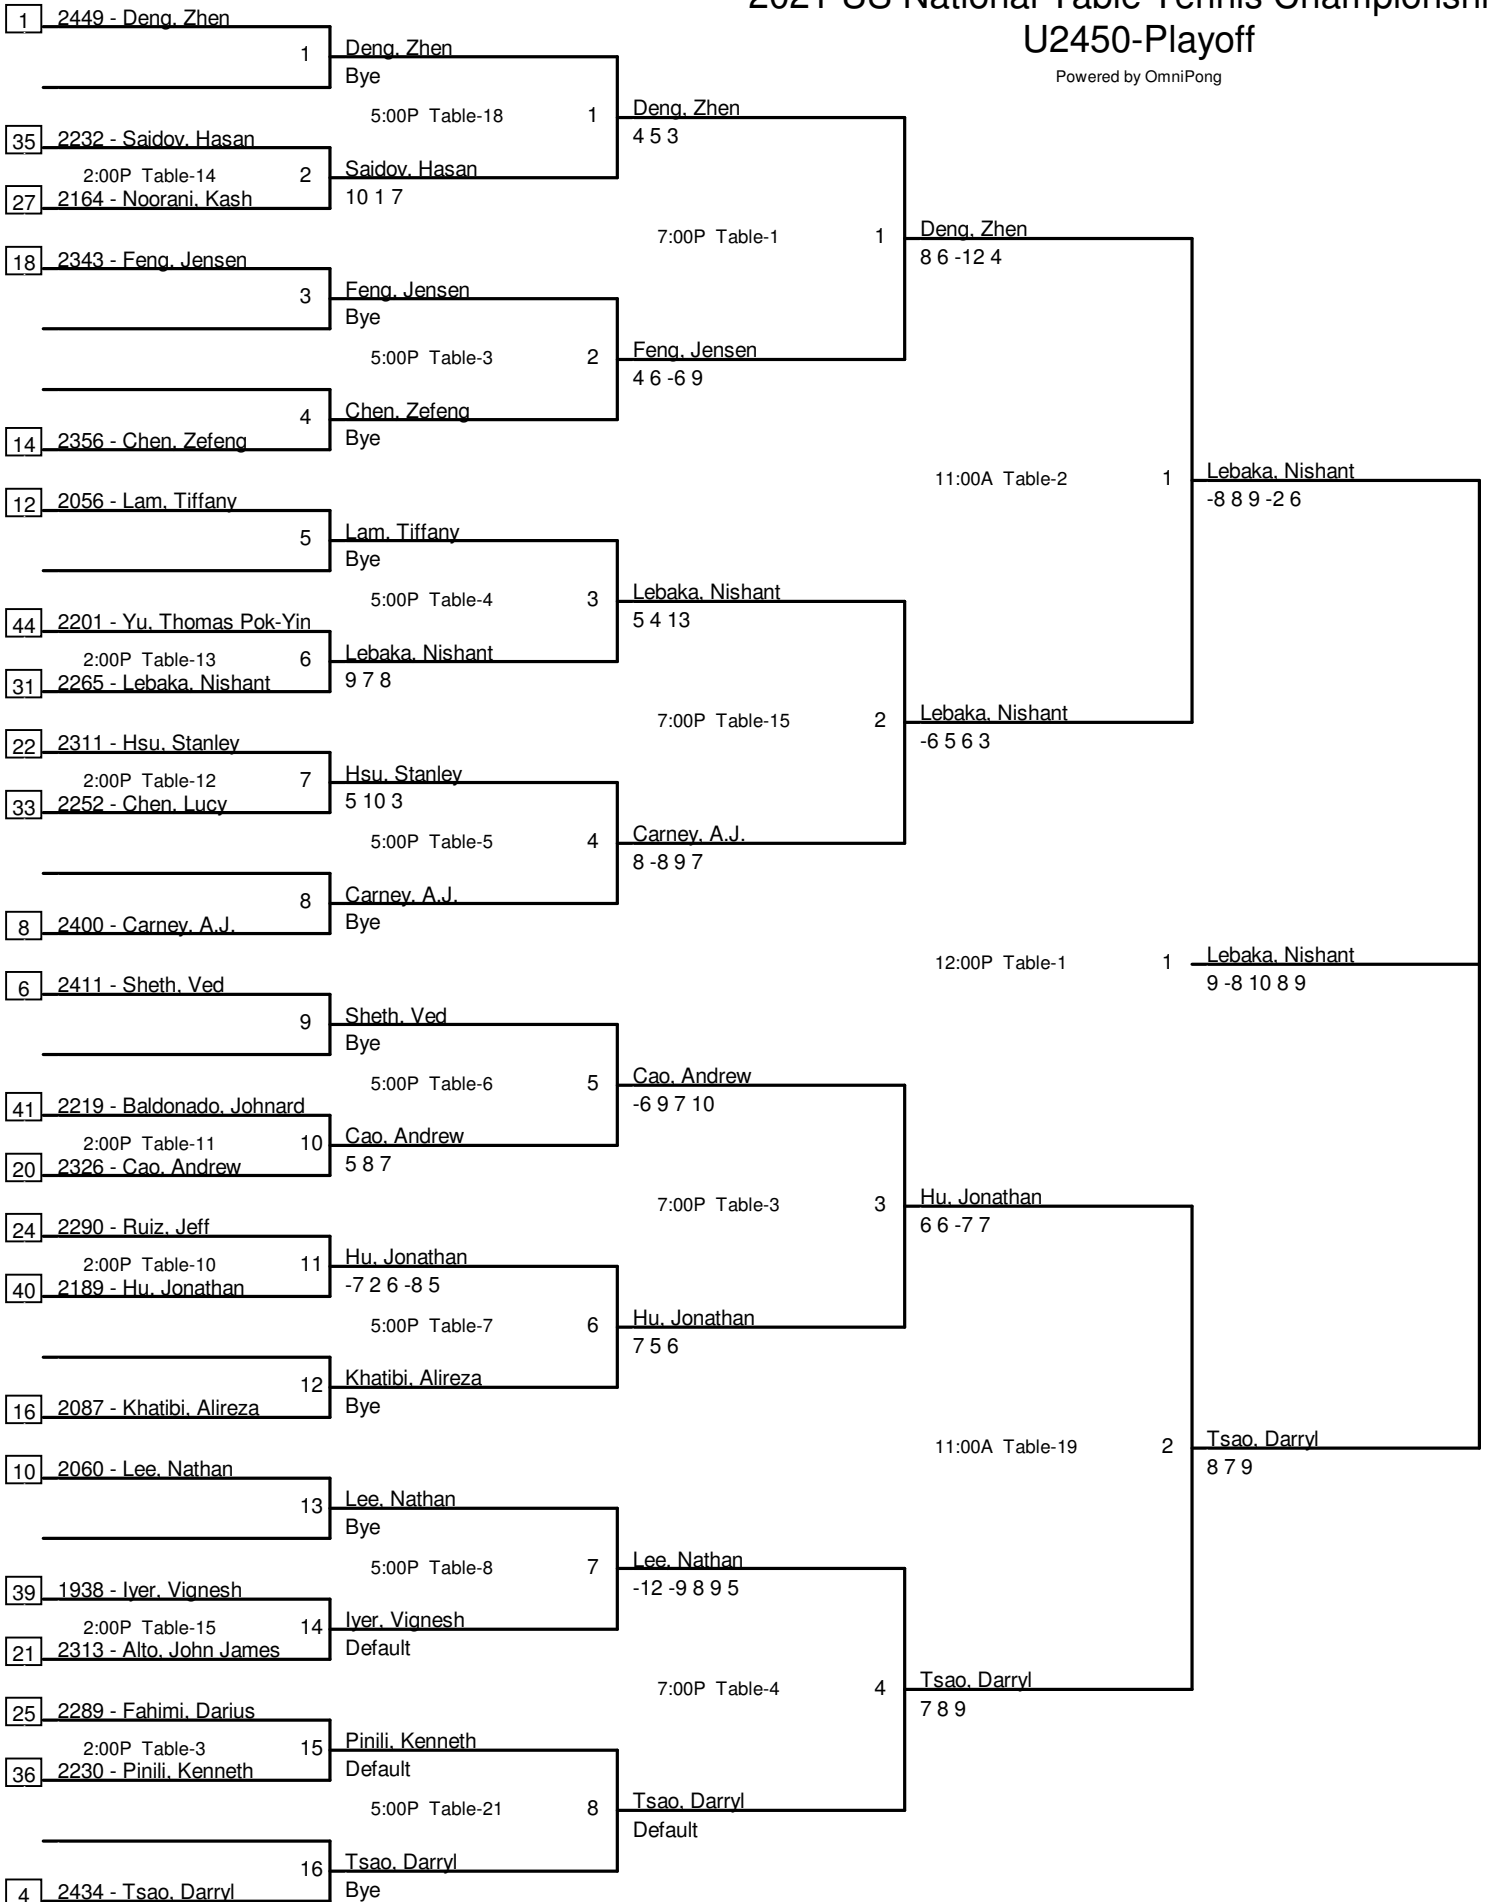 2021 US National Table Tennis Championshi
U2450-Playoff
Powered by OmniPong
1 2449 - Deng, Zhen
1 Deng, Zhen
Bye
5:00P Table-18 1 Deng, Zhen
4 5 3
35 2232 - Saidov, Hasan
2:00P Table-14 2 Saidov, Hasan
27 2164 - Noorani, Kash
10 1 7
7:00P Table-1 1 Deng, Zhen
8 6 -12 4
18 2343 - Feng, Jensen
3 Feng, Jensen
Bye
5:00P Table-3 2 Feng, Jensen
4 6 -6 9
4 Chen, Zefeng
14 2356 - Chen, Zefeng
Bye
11:00A Table-2 1 Lebaka, Nishant
-8 8 9 -2 6
12 2056 - Lam, Tiffany
5 Lam, Tiffany
Bye
5:00P Table-4 3 Lebaka, Nishant
5 4 13
44 2201 - Yu, Thomas Pok-Yin
2:00P Table-13 6 Lebaka, Nishant
31 2265 - Lebaka, Nishant
9 7 8
7:00P Table-15 2 Lebaka, Nishant
-6 5 6 3
22 2311 - Hsu, Stanley
2:00P Table-12 7 Hsu, Stanley
33 2252 - Chen, Lucy
5 10 3
5:00P Table-5 4 Carney, A.J.
8 -8 9 7
8 Carney, A.J.
8 2400 - Carney, A.J.
Bye
12:00P Table-1 1 Lebaka, Nishant
9 -8 10 8 9
6 2411 - Sheth, Ved
9 Sheth, Ved
Bye
5:00P Table-6 5 Cao, Andrew
-6 9 7 10
41 2219 - Baldonado, Johnard
2:00P Table-11 10 Cao, Andrew
20 2326 - Cao, Andrew
5 8 7
7:00P Table-3 3 Hu, Jonathan
6 6 -7 7
24 2290 - Ruiz, Jeff
2:00P Table-10 11 Hu, Jonathan
40 2189 - Hu, Jonathan
-7 2 6 -8 5
5:00P Table-7 6 Hu, Jonathan
7 5 6
12 Khatibi, Alireza
16 2087 - Khatibi, Alireza
Bye
11:00A Table-19 2 Tsao, Darryl
8 7 9
10 2060 - Lee, Nathan
13 Lee, Nathan
Bye
5:00P Table-8 7 Lee, Nathan
-12 -9 8 9 5
39 1938 - Iyer, Vignesh
2:00P Table-15 14 Iyer, Vignesh
21 2313 - Alto, John James
Default
7:00P Table-4 4 Tsao, Darryl
7 8 9
25 2289 - Fahimi, Darius
2:00P Table-3 15 Pinili, Kenneth
36 2230 - Pinili, Kenneth
Default
5:00P Table-21 8 Tsao, Darryl
Default
16 Tsao, Darryl
4 2434 - Tsao, Darryl
Bye